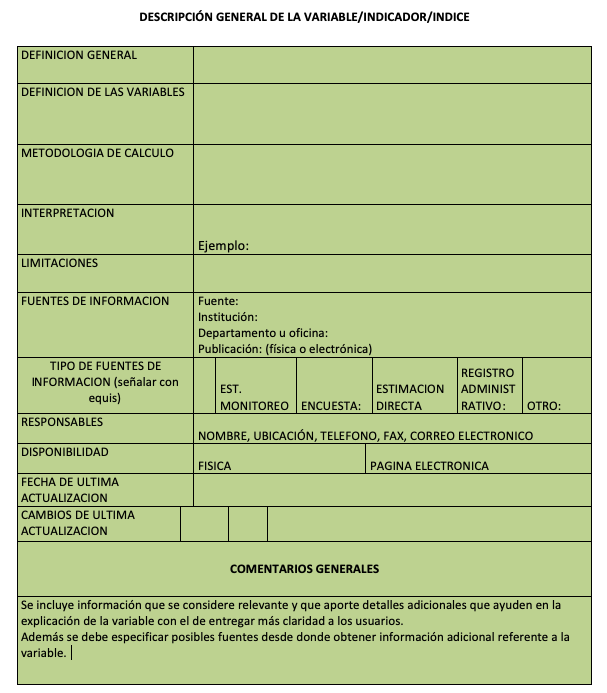 DESCRIPCIÓN GENERAL DE LA VARIABLE/INDICADOR/INDICE
DEFINICION GENERAL
DEFINICION DE LAS VARIABLES
METODOLOGIA DE CALCULO
INTERPRETACION
Ejemplo:
LIMITACIONES
FUENTES DE INFORMACION
Fuente:
Institución:
Departamento u oficina:
Publicación: (física o electrónica)
TIPO DE FUENTES DE
INFORMACION (señalar con
equis)
EST.
MONITOREO
ENCUESTA:
ESTIMACION
DIRECTA
REGISTRO
ADMINIST
RATIVO:
OTRO:
RESPONSABLES
NOMBRE, UBICACIÓN, TELEFONO, FAX, CORREO ELECTRONICO
DISPONIBILIDAD
FISICA
PAGINA ELECTRONICA
FECHA DE ULTIMA
ACTUALIZACION
CAMBIOS DE ULTIMA
ACTUALIZACION
COMENTARIOS GENERALES
Se incluye información que se considere relevante y que aporte detalles adicionales que ayuden en la
explicación de la variable con el de entregar más claridad a los usuarios.
Además se debe especificar posibles fuentes desde donde obtener información adicional referente a la
variable.